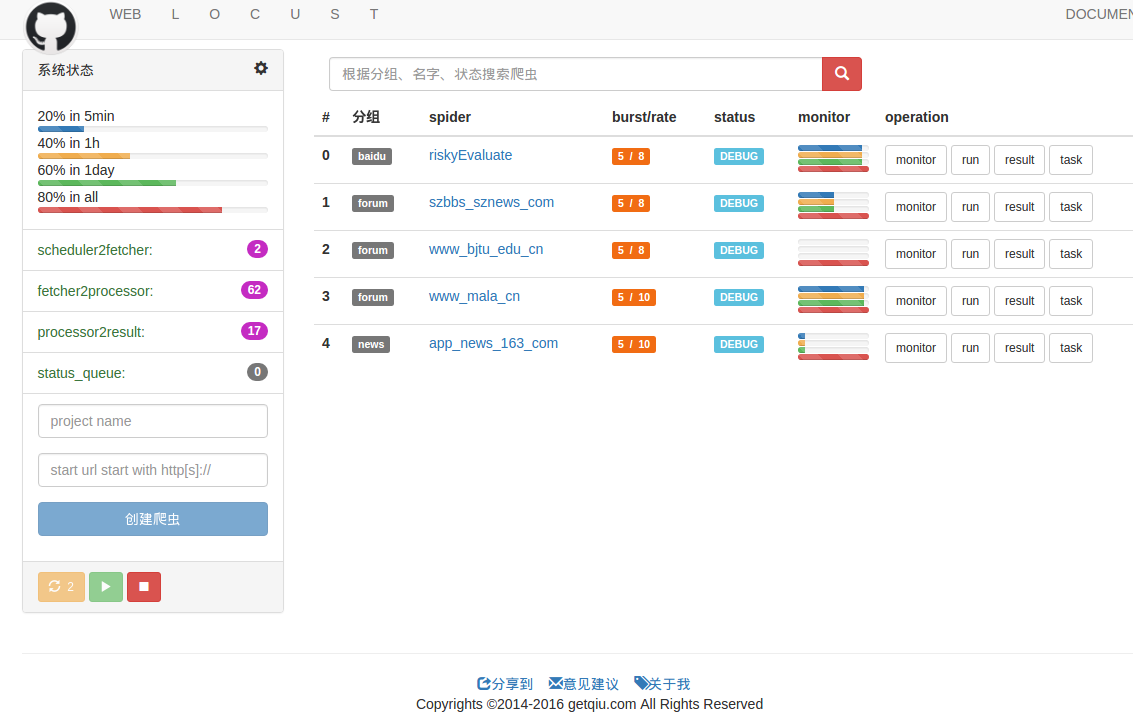 WEB L O C U S T DOCUMEN
系统状态
20% in 5min
40% in 1h
60% in 1day
80% in all
scheduler2fetcher: 2
fetcher2processor: 62
processor2result: 17
status_queue: 0
project name
start url start with http[s]://
创建爬虫
2
根据分组、名字、状态搜索爬虫
# 分组 spider burst/rate status monitor operation
0 baidu riskyEvaluate 5 / 8 DEBUG monitor run result task
1 forum szbbs_sznews_com 5 / 8 DEBUG monitor run result task
2 forum www_bjtu_edu_cn 5 / 8 DEBUG monitor run result task
3 forum www_mala_cn 5 / 10 DEBUG monitor run result task
4 news app_news_163_com 5 / 10 DEBUG monitor run result task
分享到 意见建议 关于我
Copyrights ©2014-2016 getqiu.com All Rights Reserved